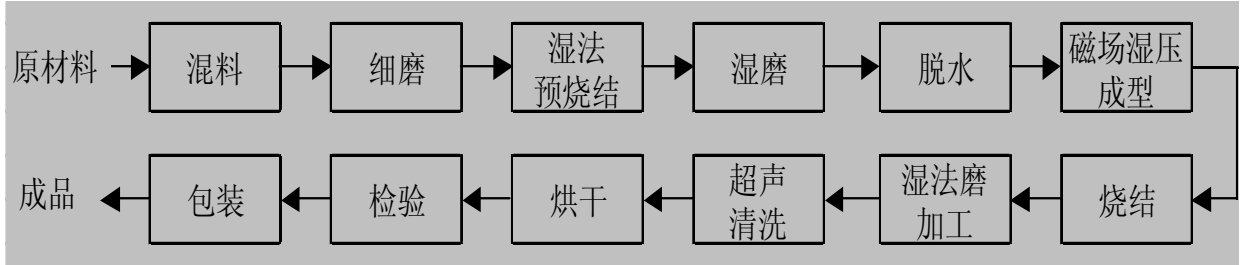 原材料
混料
细磨
湿法
预烧结
湿磨
脱水
磁场湿压
成型
烧结
湿法磨
加工
超声
清洗
烘干
检验
包装
成品